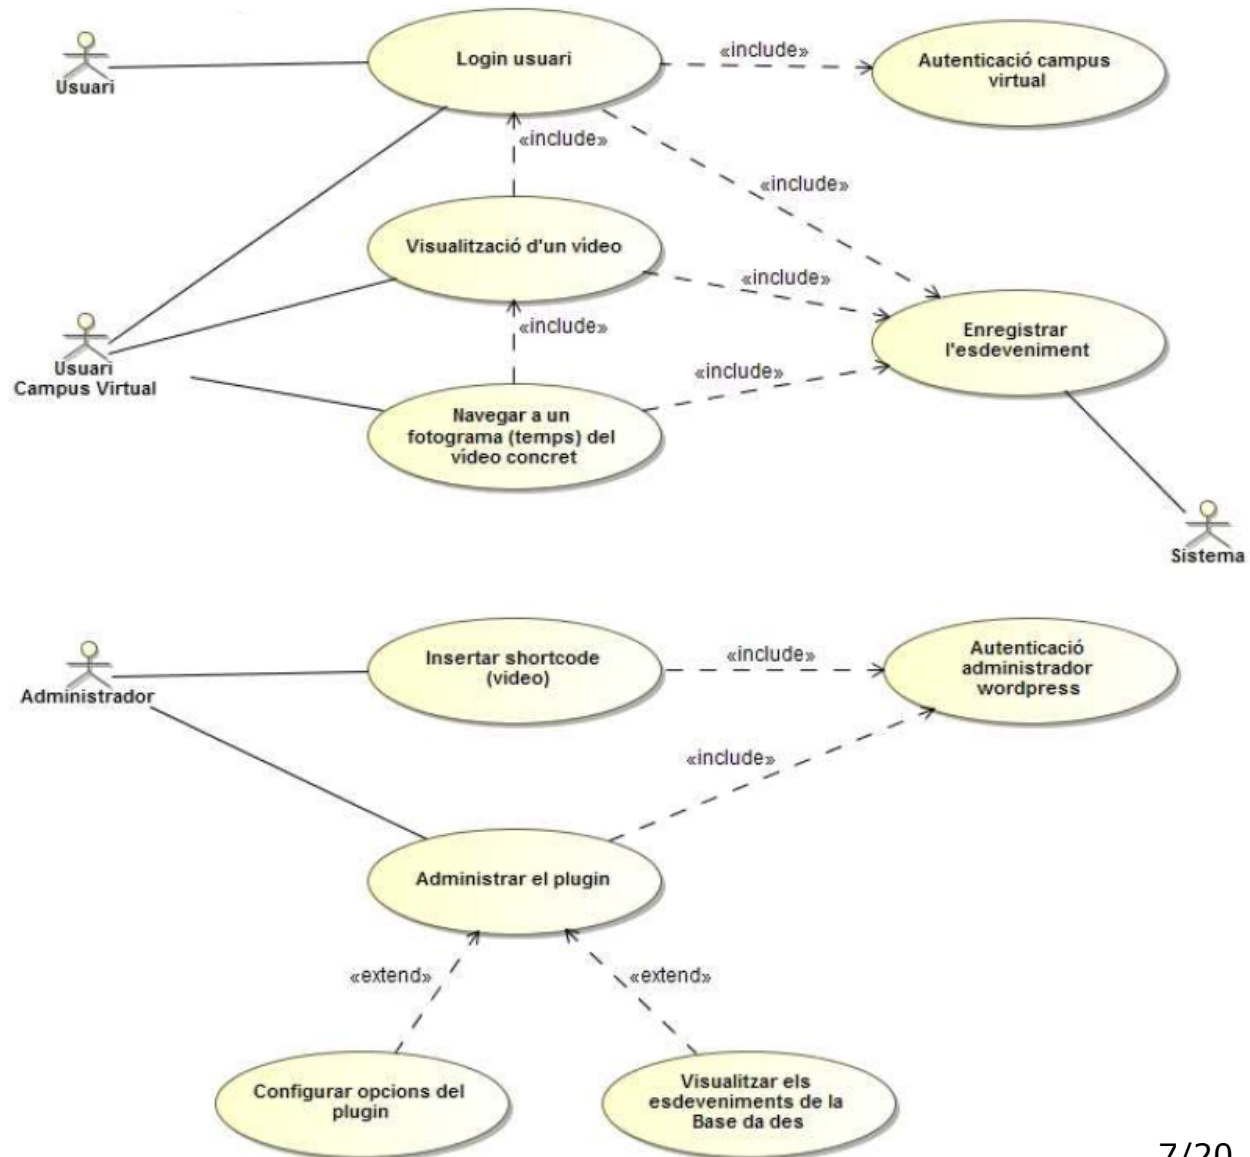 Usuari
Login usuari
«include»
Autenticació campus
virtual
«include»
«include»
Visualització d'un vídeo
«include»
Enregistrar
l'esdeveniment
Usuari
Campus Virtual
«include»
«include»
Navegar a un
fotograma (temps) del
vídeo concret
Sistema
Administrador
Insertar shortcode
(video)
«include»
Autenticació
administrador
wordpress
«include»
Administrar el plugin
«extend»
«extend»
Configurar opcions del
plugin
Visualitzar els
esdeveniments de la
Base da des
7/20